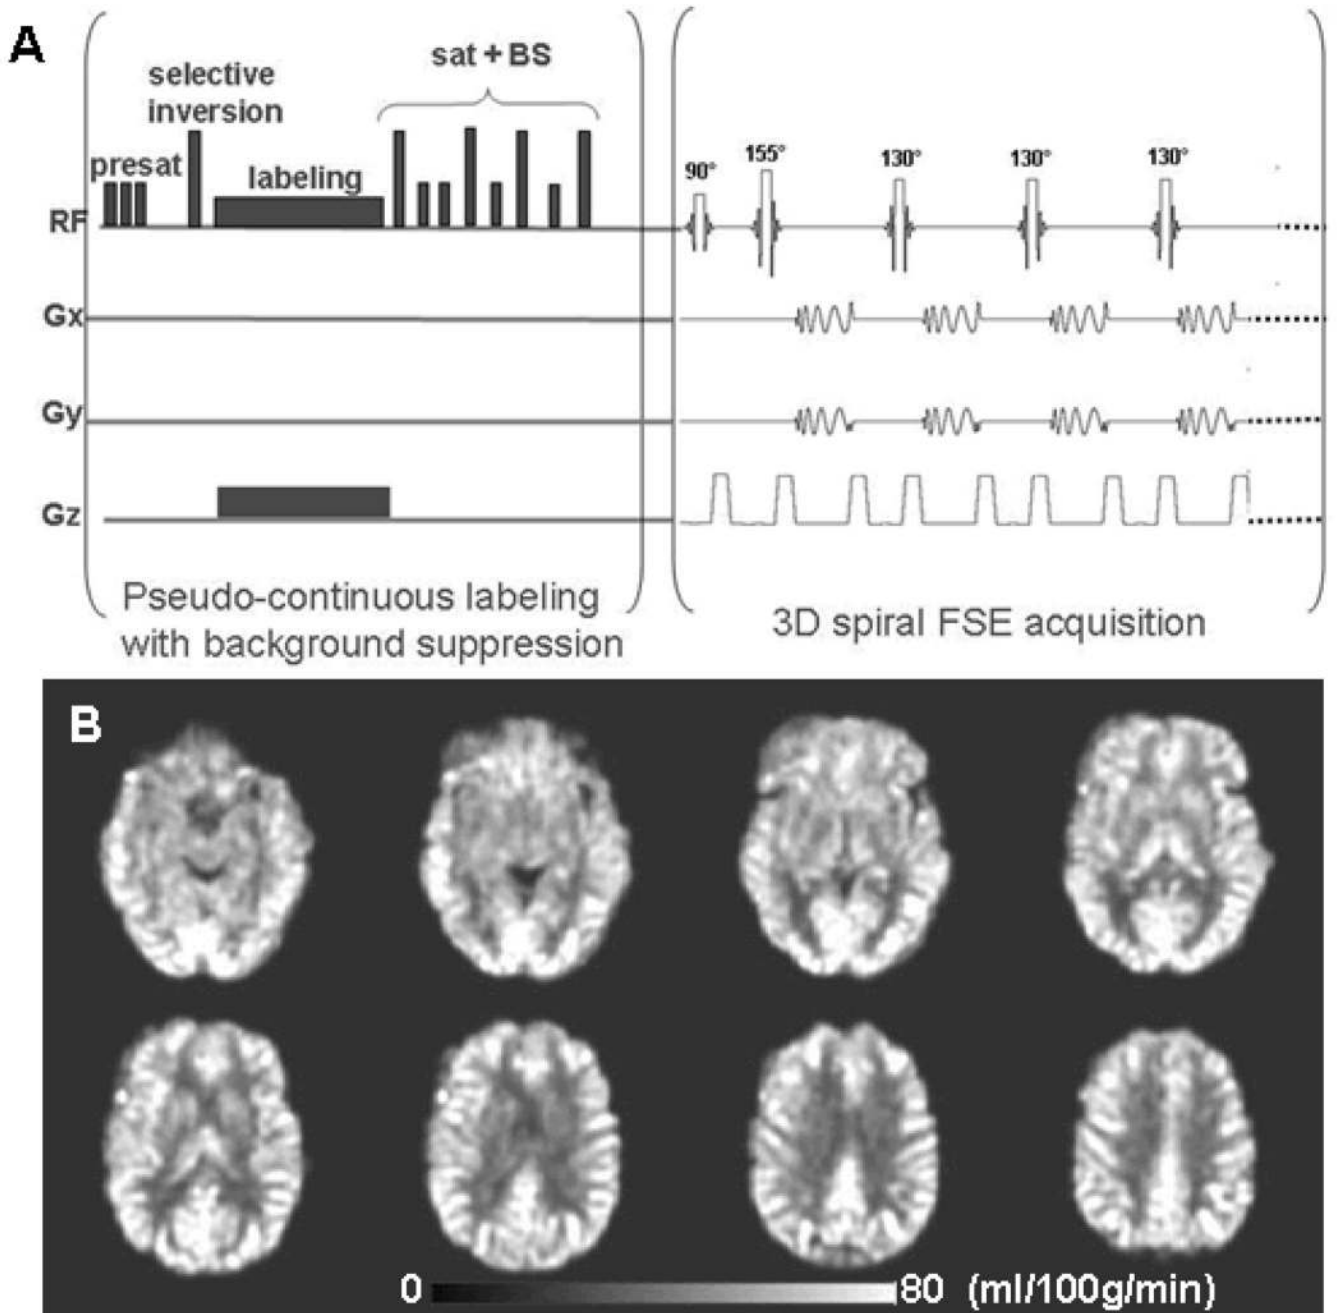 A
sat + BS
selective
inversion
presat
labeling
90°
155°
130°
130°
130°
RF
Gx
Gy
Gz
Pseudo-continuous labeling
with background suppression
3D spiral FSE acquisition
B
0 80 (ml/100g/min)